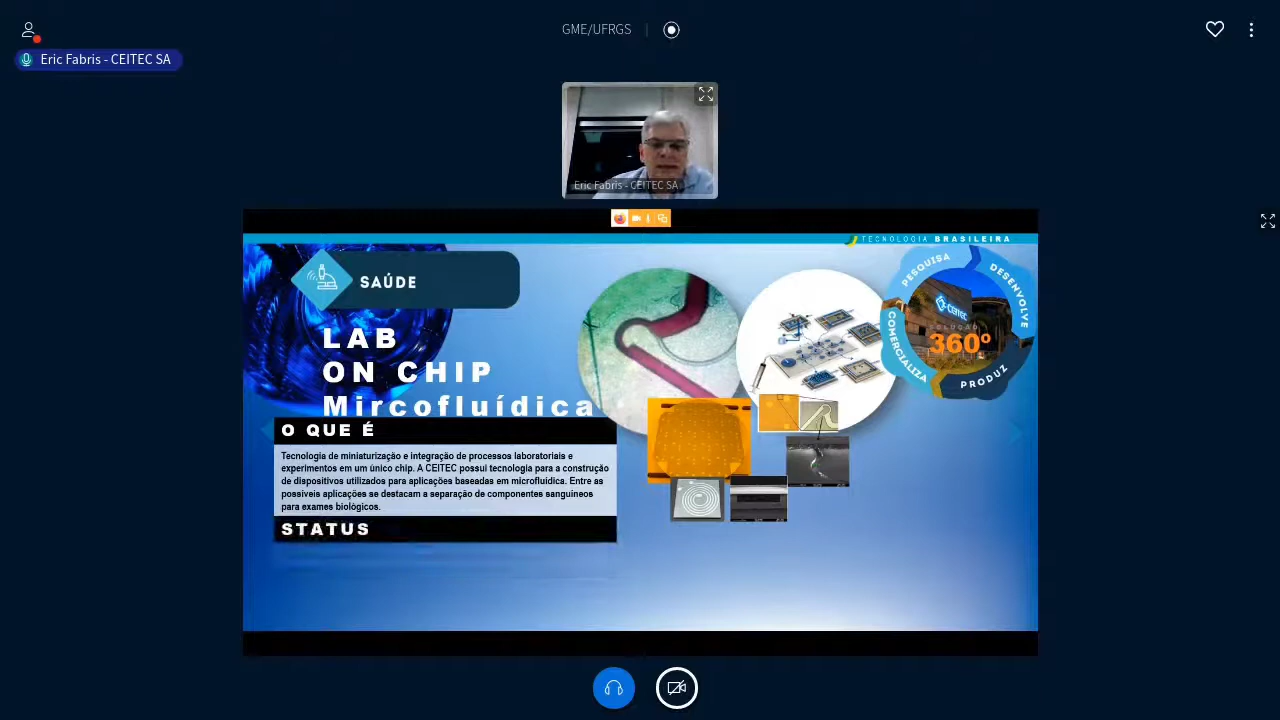 GME/UFRGS
Eric Fabris - CEITEC SA
Eric Fabris - CEITEC SA
TECNOLOGIA BRASILEIRA
SAÚDE
LAB
ON CHIP
Mircofluídica
O QUE É
Tecnologia de miniaturização e integração de processos laboratoriais e
experimentos em um único chip. A CEITEC possui tecnologia para a construção
de dispositivos utilizados para aplicações baseadas em microfluídica. Entre as
possíveis aplicações se destacam a separação de componentes sanguíneos
para exames biológicos.
STATUS
PESQUISA
DESENVOLVE
PRODUZ
COMERCIALIZA
CEITEC
SOLUÇÃO
360º